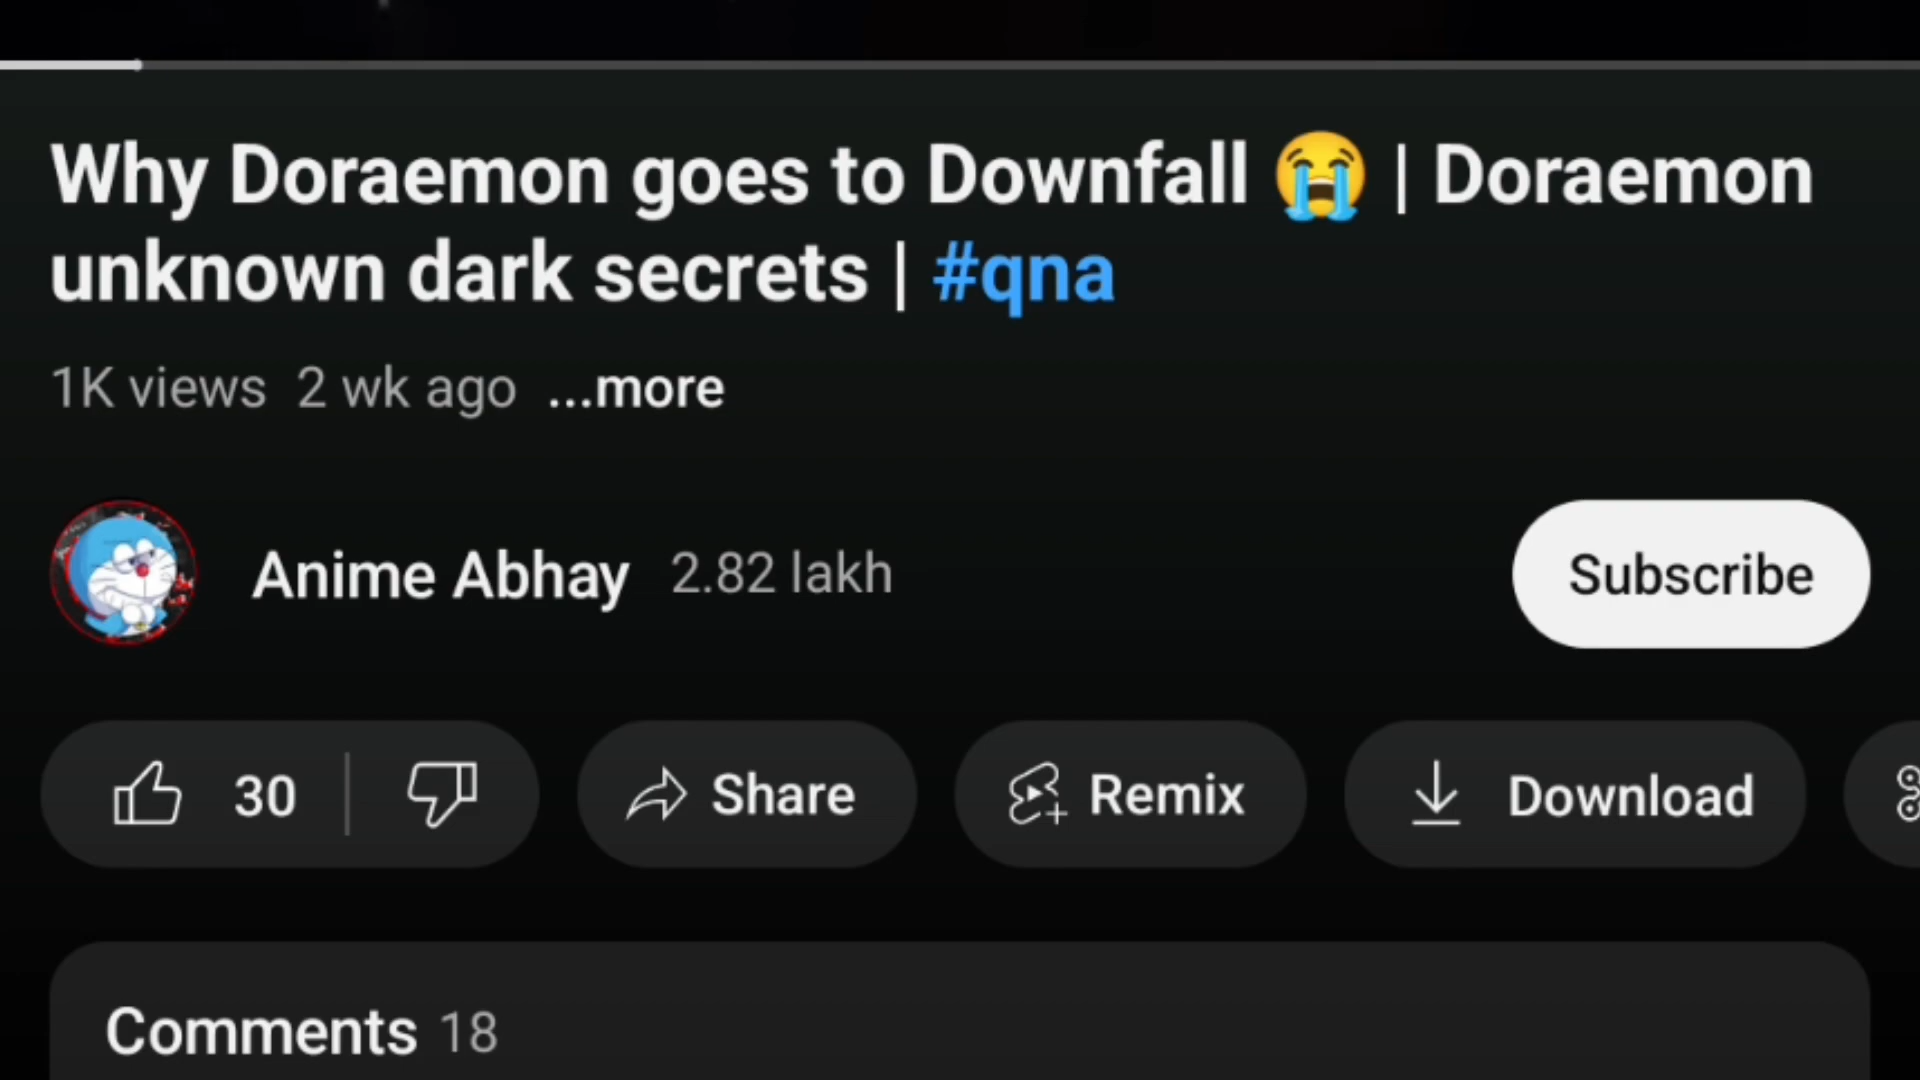 Why Doraemon goes to Downfall 😭 | Doraemon
unknown dark secrets | #qna
1K views 2 wk ago ...more
Anime Abhay 2.82 lakh
Subscribe
30
Share
Remix
Download
Comments 18